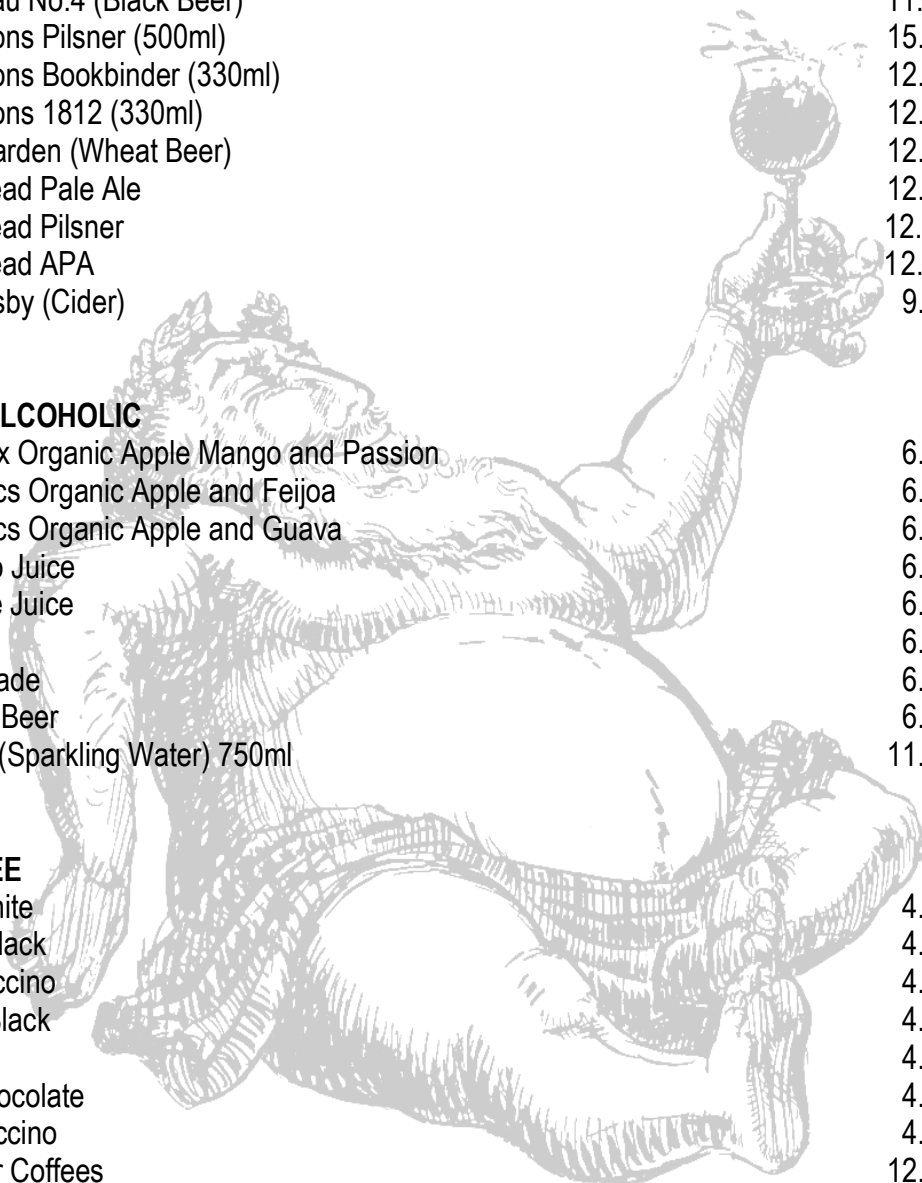 au No.4 (Black Beer) 11.
ons Pilsner (500ml) 15.
ons Bookbinder (330ml) 12.
ons 1812 (330ml) 12.
arden (Wheat Beer) 12.
ead Pale Ale 12.
ead Pilsner 12.
ead APA 12.
sby (Cider) 9.
LCOHOLIC
x Organic Apple Mango and Passion 6.
cs Organic Apple and Feijoa 6.
cs Organic Apple and Guava 6.
o Juice 6.
e Juice 6.
6.
ade 6.
Beer 6.
(Sparkling Water) 750ml 11.
EE
hite 4.
lack 4.
ccino 4.
Black 4.
4.
ocolate 4.
ccino 4.
r Coffees 12.